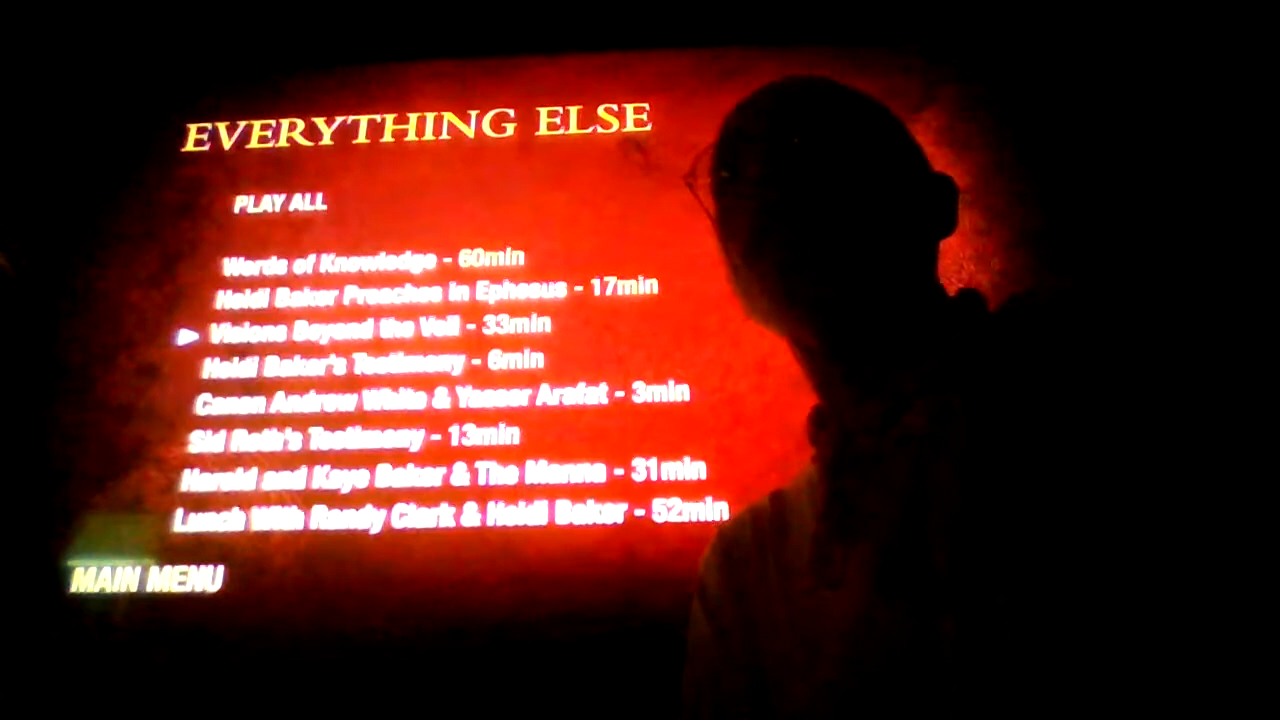 EVERYTHING ELSE
PLAY ALL
Words of Knowledge - 60min
Heidi Baker Preaches in Ephesus - 17min
Visions Beyond the Veil - 33min
Heidi Baker's Testimony - 6min
Canon Andrew White & Yasser Arafat - 3min
Sid Roth's Testimony - 13min
Harold and Kaye Baker & The Manna - 31min
Lunch With Randy Clark & Heidi Baker - 52min
MAIN MENU